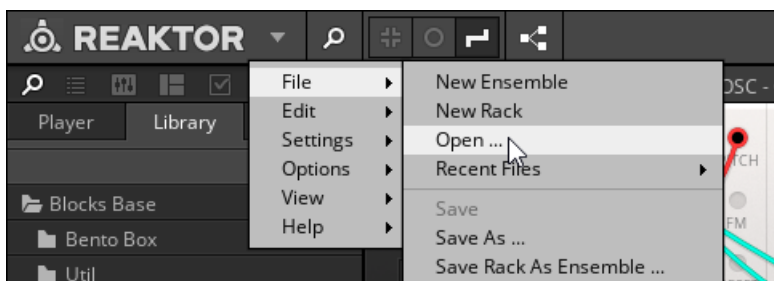 REAKTOR
File
Edit
Settings
Options
View
Help
New Ensemble
New Rack
Open ...
Recent Files
Save
Save As ...
Save Rack As Ensemble ...
Player
Library
Blocks Base
Bento Box
Util
OSC -
FM